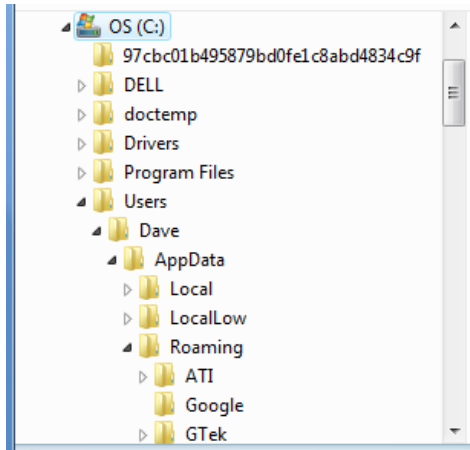 OS (C:)
97cbc01b495879bd0fe1c8abd4834c9f
DELL
doctemp
Drivers
Program Files
Users
Dave
AppData
Local
LocalLow
Roaming
ATI
Google
GTek